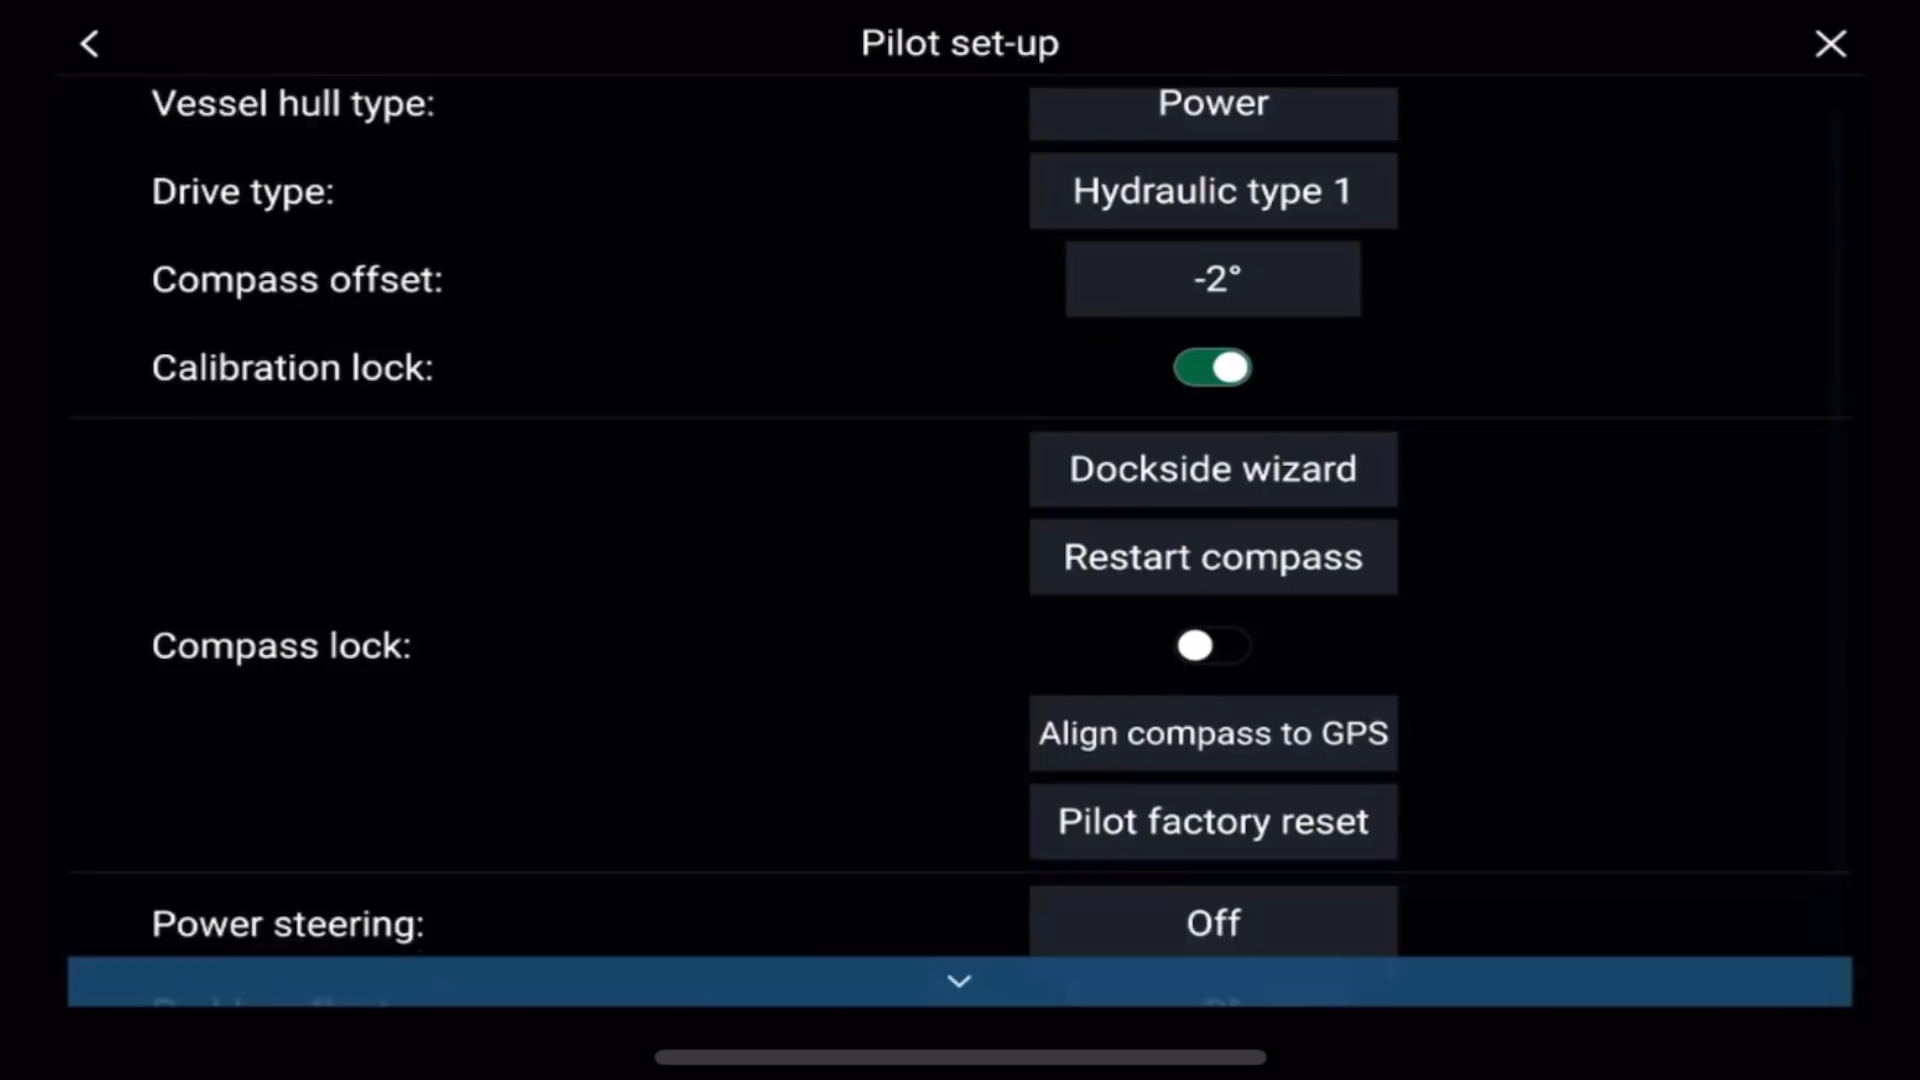 Pilot set-up
Vessel hull type: Power
Drive type: Hydraulic type 1
Compass offset: -2°
Calibration lock:
Dockside wizard
Restart compass
Compass lock:
Align compass to GPS
Pilot factory reset
Power steering: Off